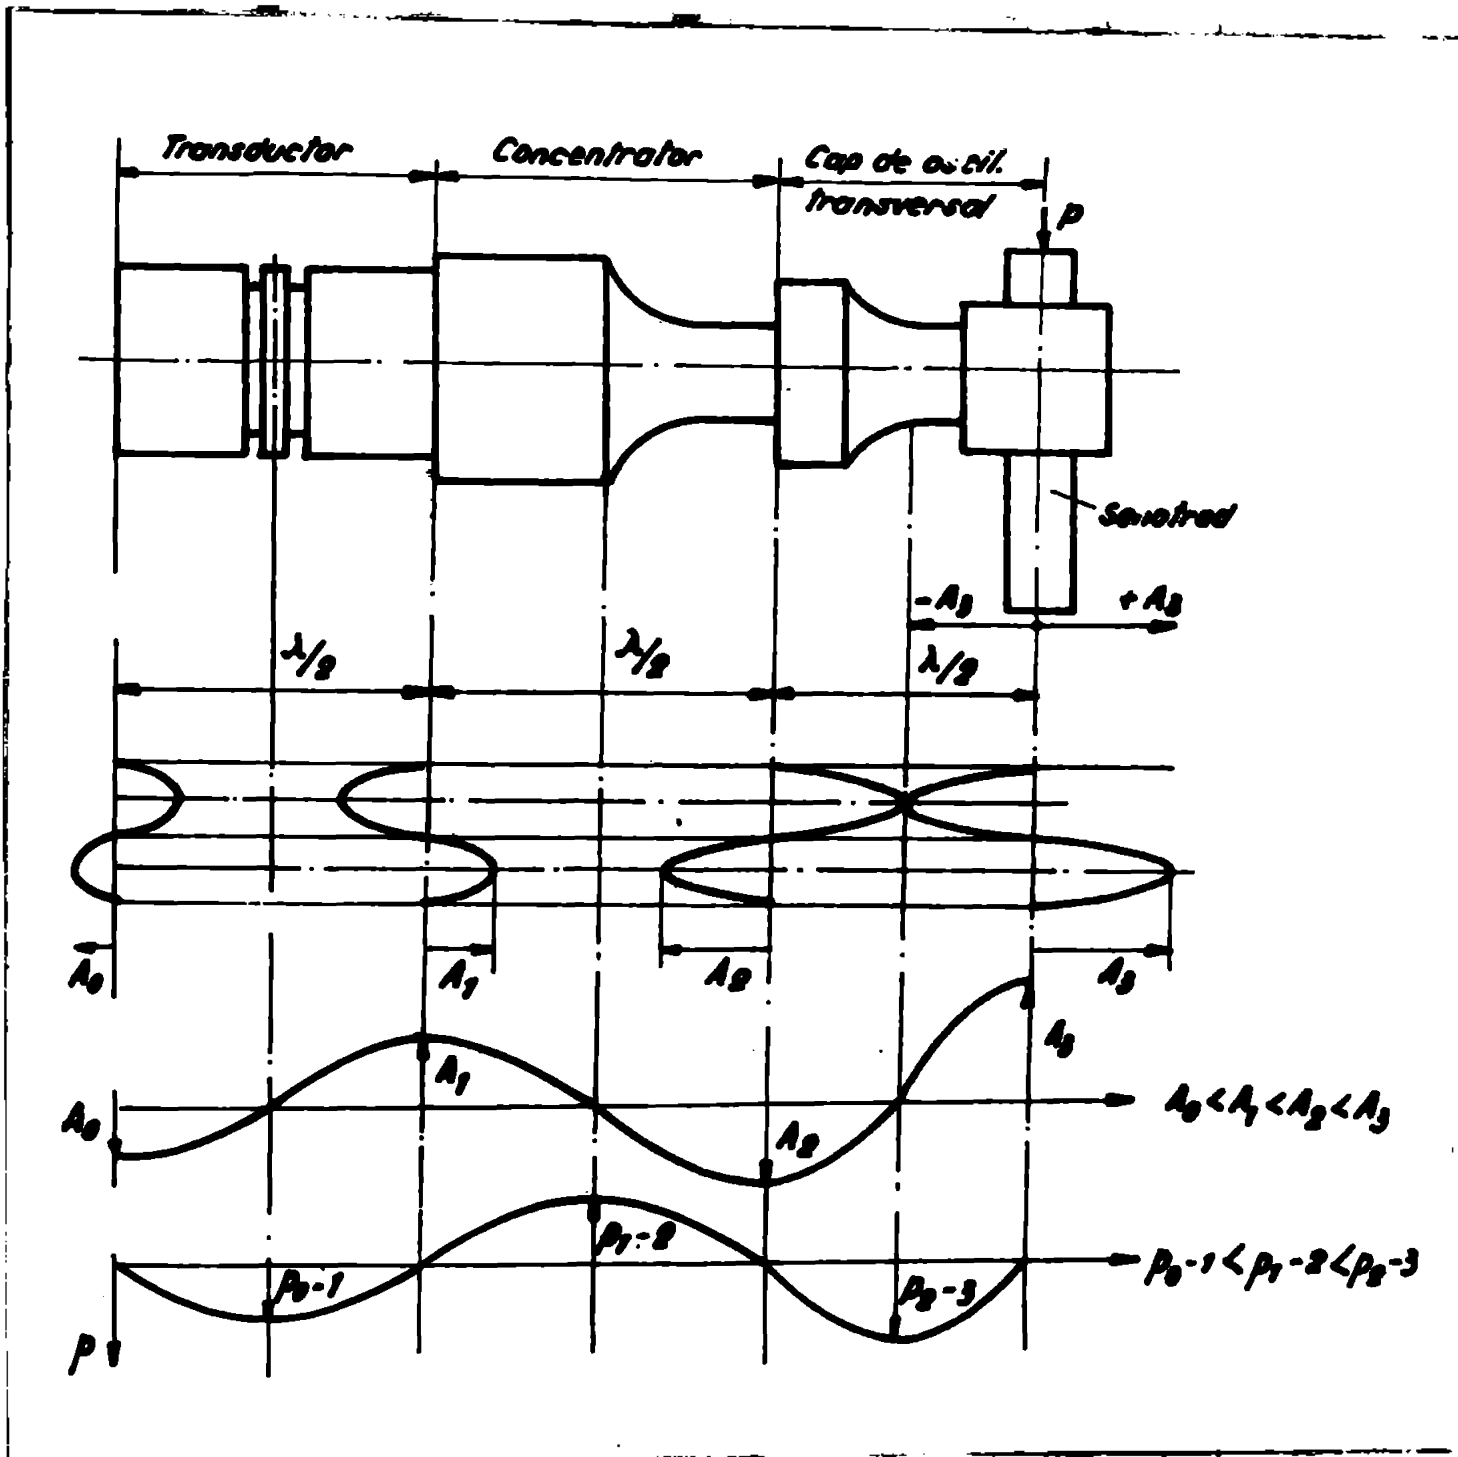 Transductor
Concentrator
Cap de oscil.
transversal
P
Sonotrod
- A3
+ A3
λ/2
λ/2
λ/2
A0
A1
A2
A3
A3
A1
A0
A2
A0 < A1 < A2 < A3
p1-2
p0-1
p2-3
p0-1 < p1-2 < p2-3
p